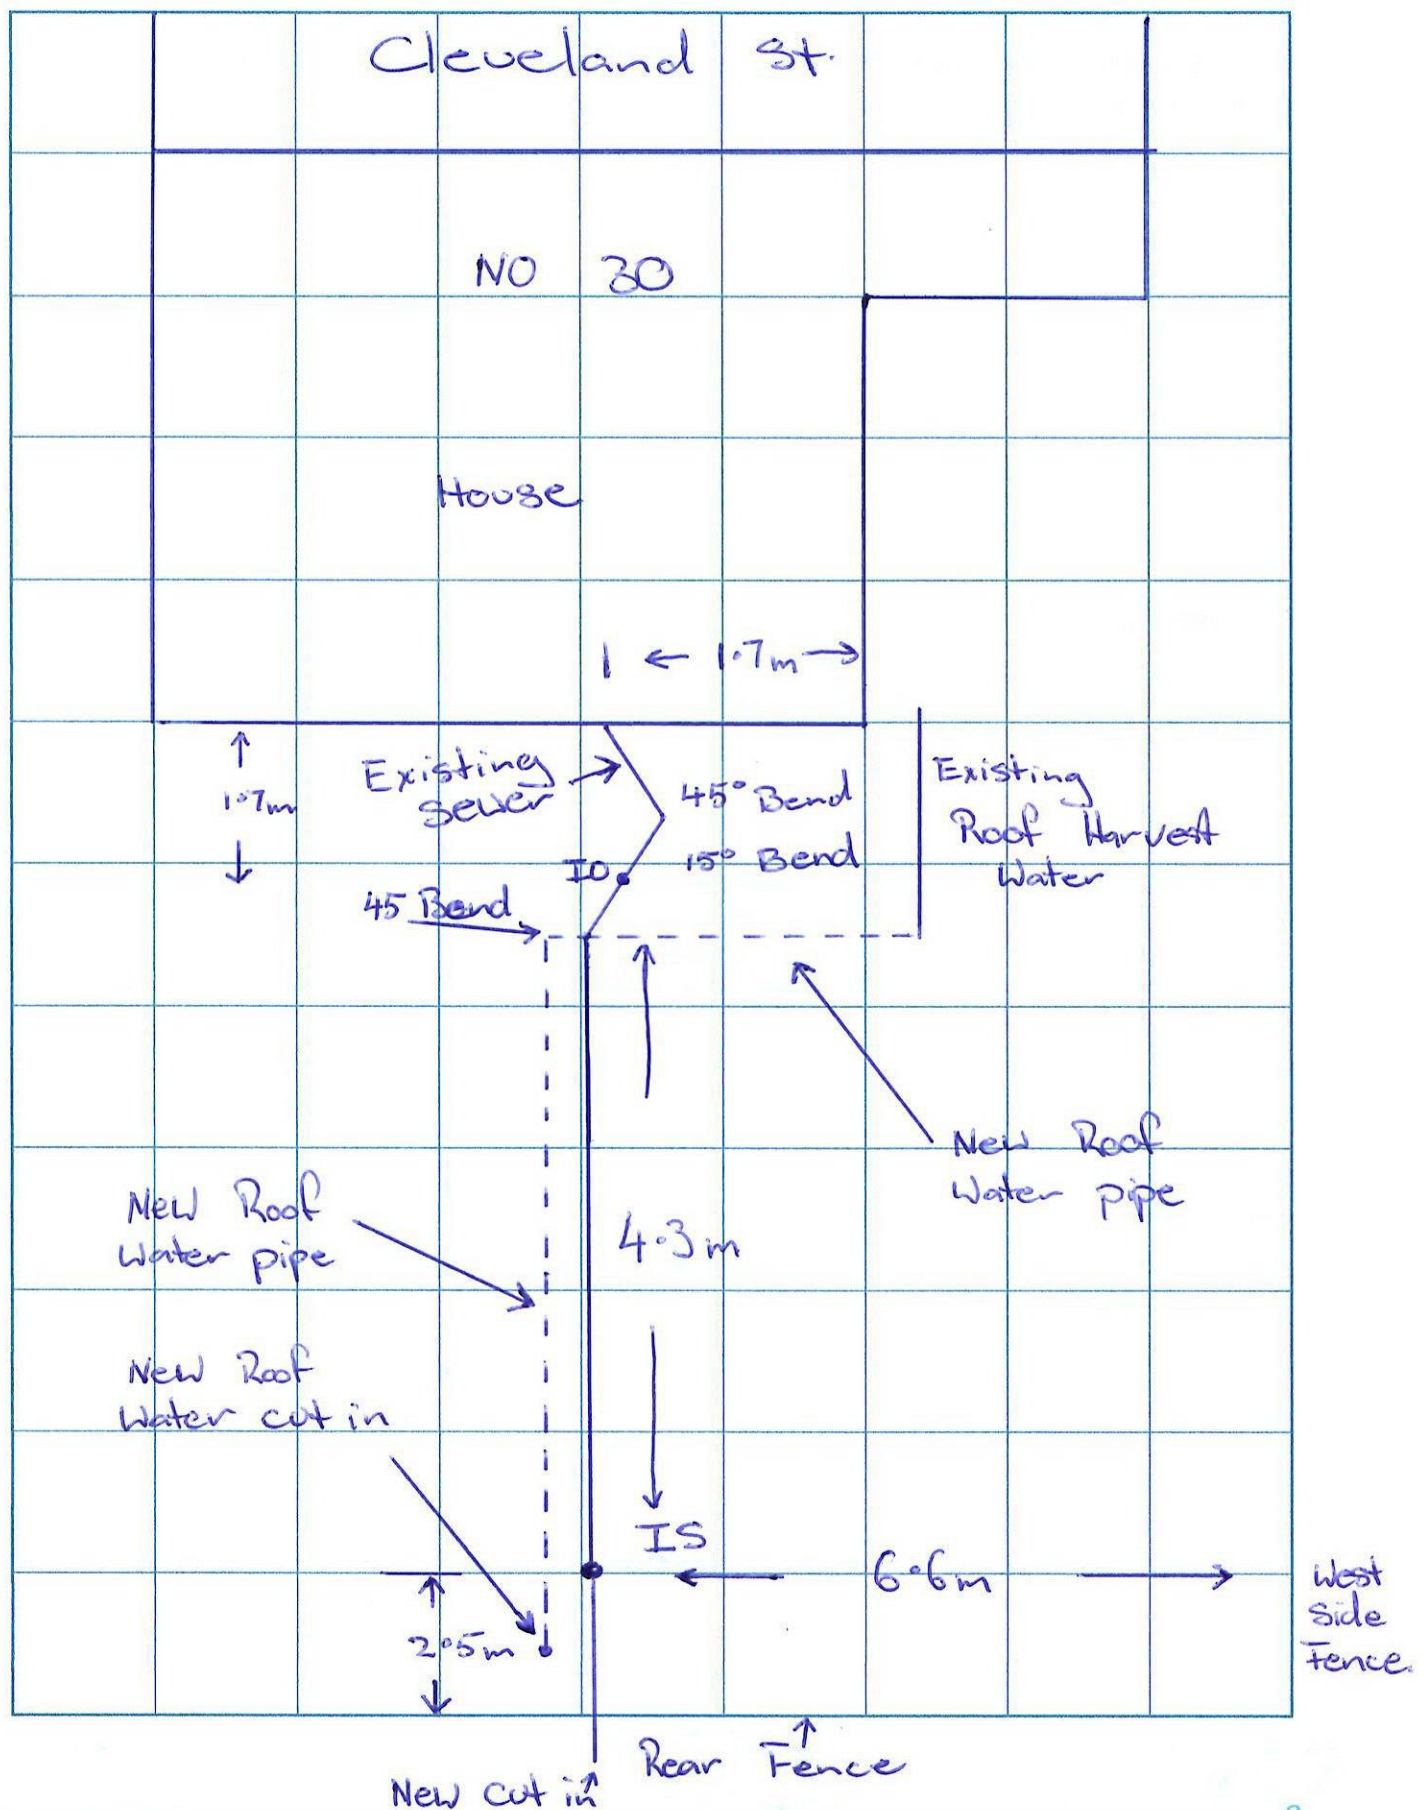 Cleveland St.
NO 30
House
1.7m
1.7m
Existing
Sewer
45° Bend
15° Bend
IO
45 Bend
Existing
Roof Harvest
Water
New Roof
Water pipe
New Roof
Water pipe
4.3m
New Roof
Water cut in
IS
6.6m
West
Side
Fence.
2.5m
Rear Fence
New cut in